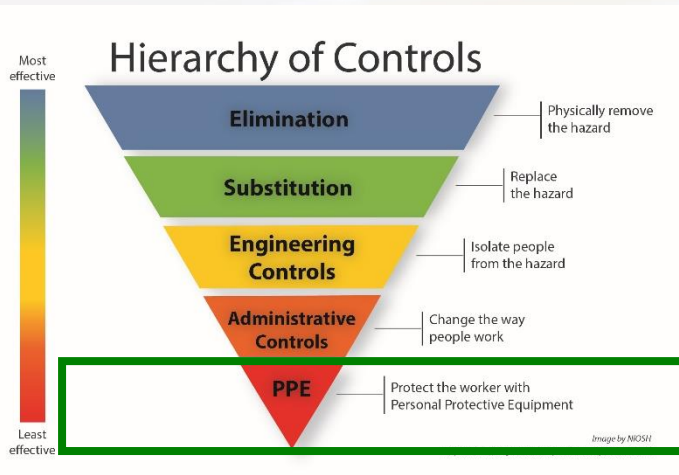 Hierarchy of Controls
Most
effective
Elimination
Physically remove
the hazard
Substitution
Replace
the hazard
Engineering
Controls
Isolate people
from the hazard
Administrative
Controls
Change the way
people work
PPE
Protect the worker with
Personal Protective Equipment
Least
effective
Image by NIOSH